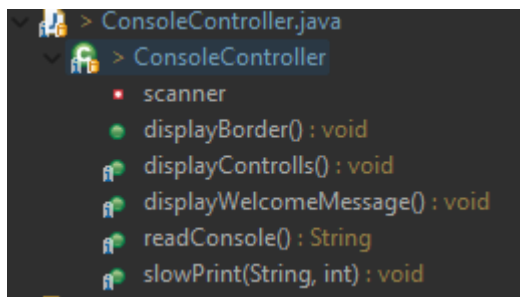 > ConsoleController.java
> ConsoleController
scanner
displayBorder() : void
displayControlls() : void
displayWelcomeMessage() : void
readConsole() : String
slowPrint(String, int) : void